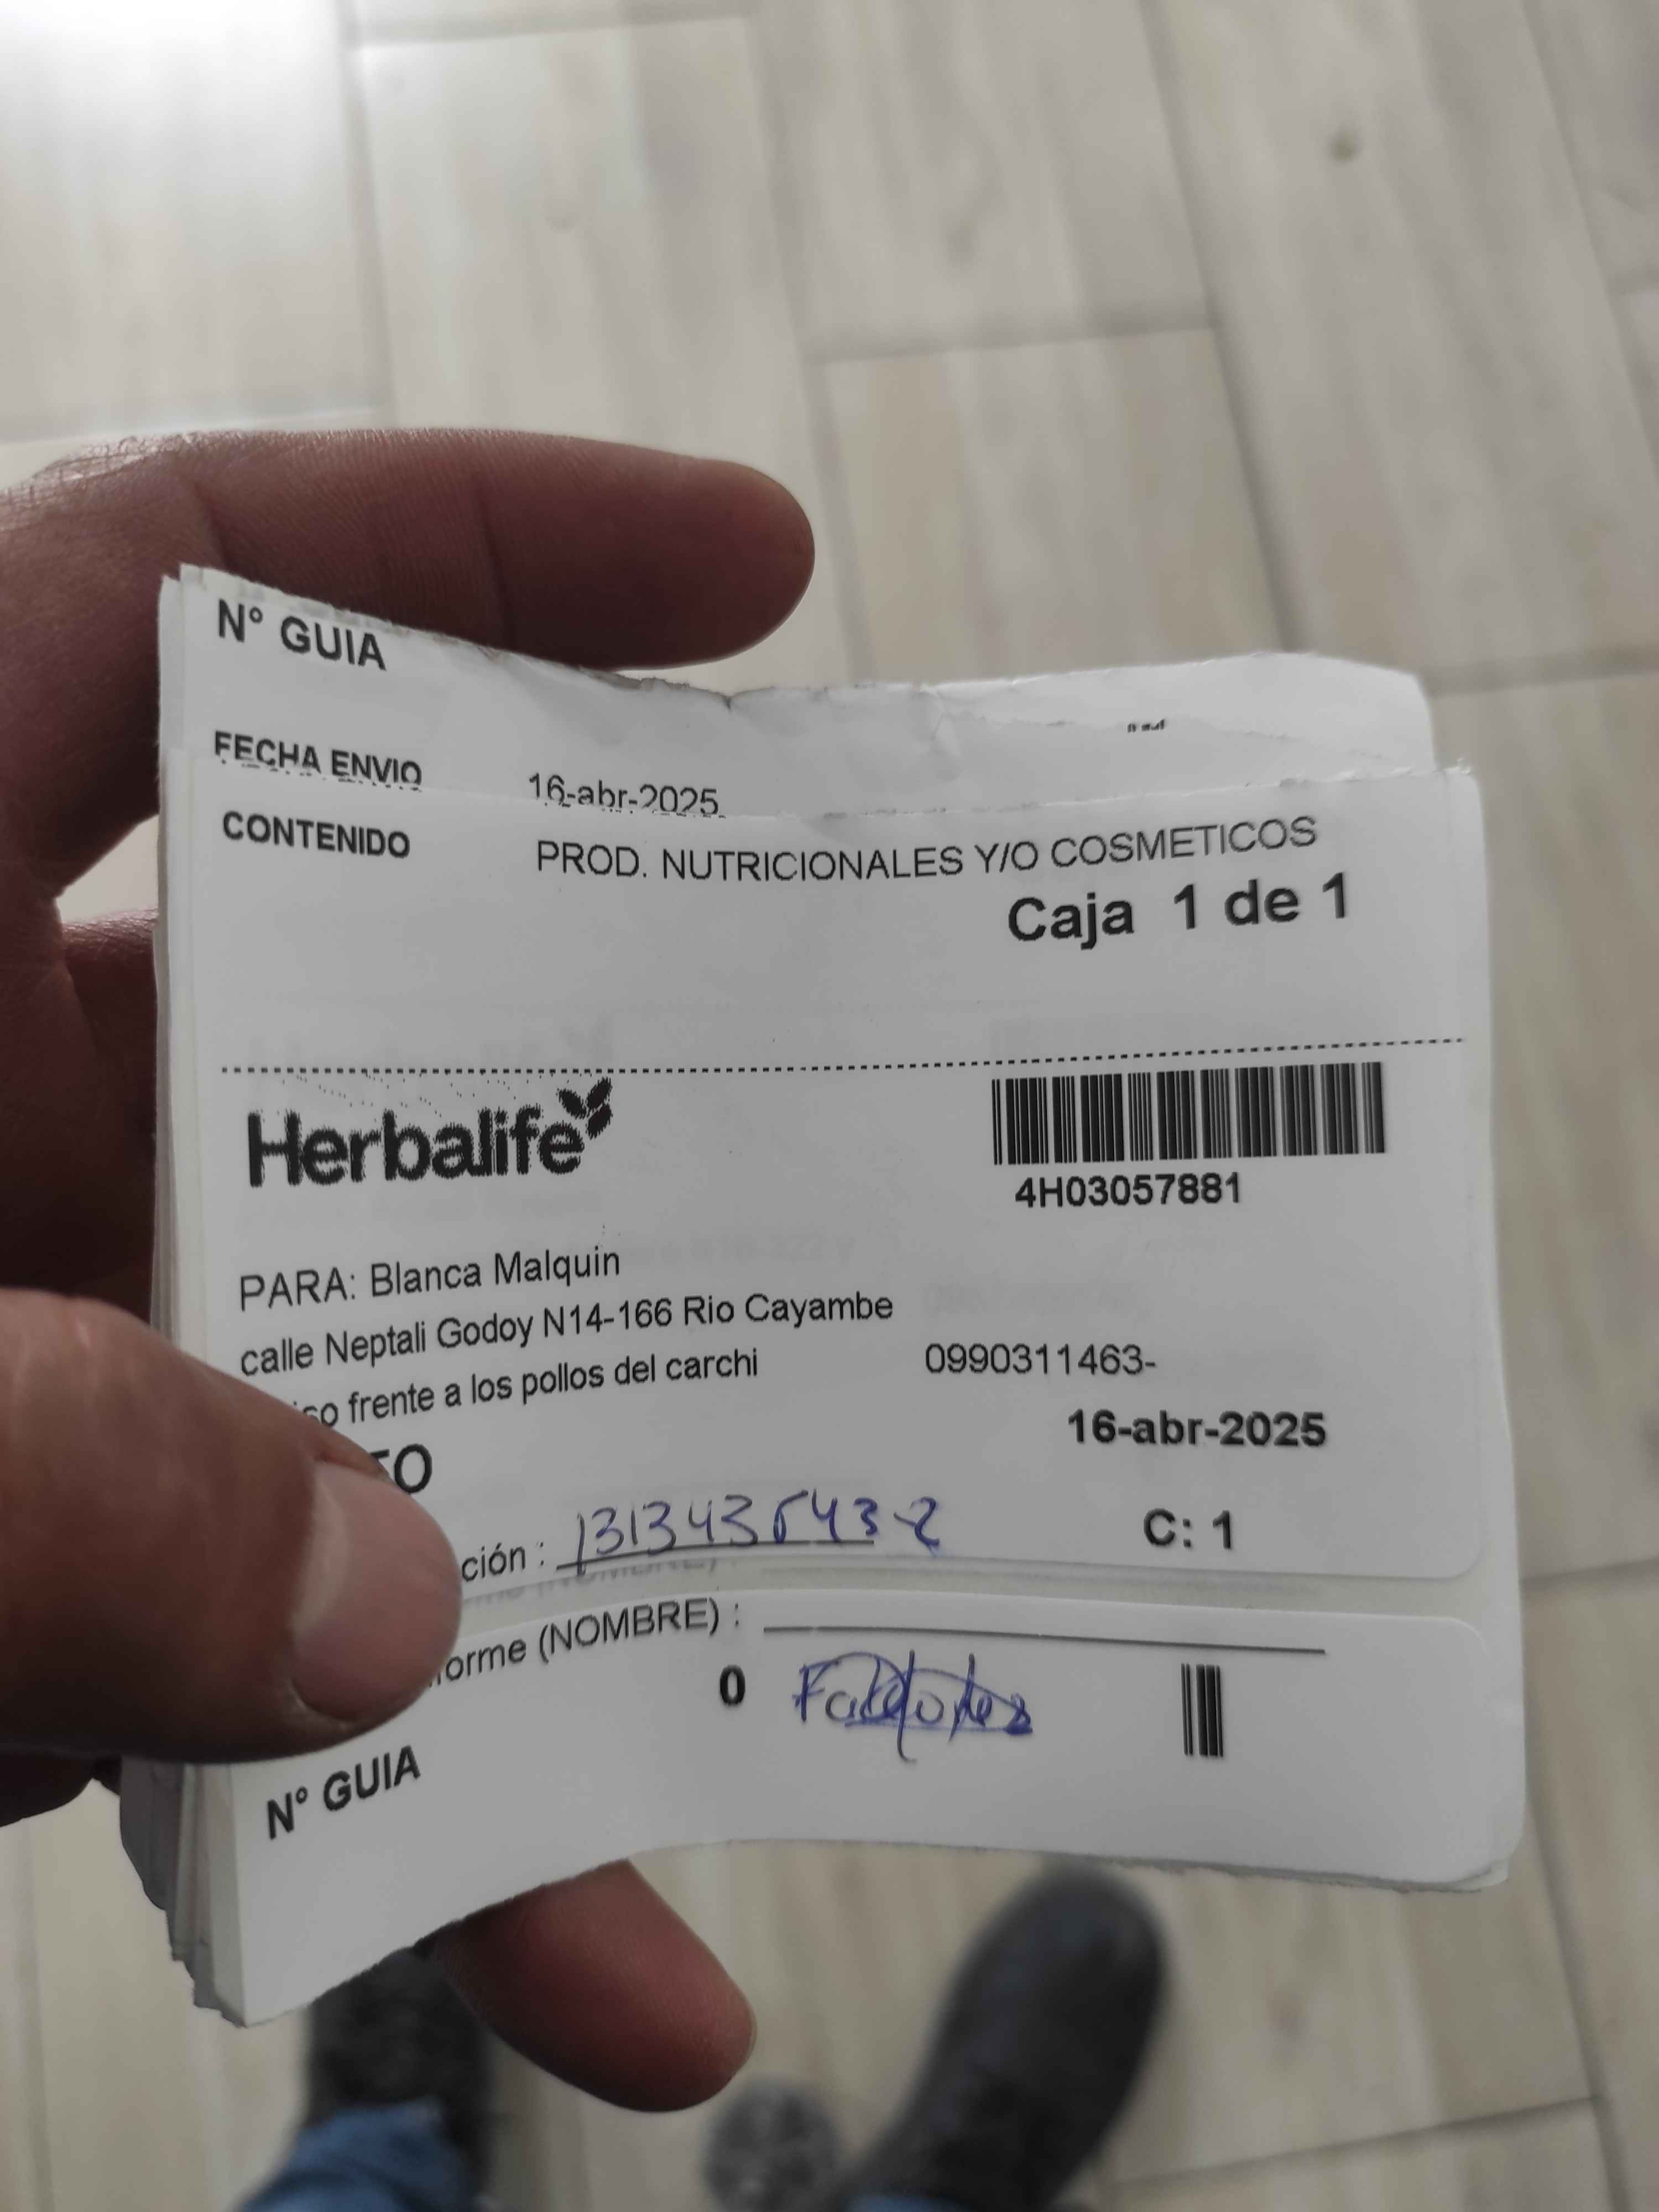 N° GUIA
FECHA ENVIO 16-abr-2025
CONTENIDO PROD. NUTRICIONALES Y/O COSMETICOS
Caja 1 de 1
Herbalife
4H03057881
PARA: Blanca Malquin
calle Neptali Godoy N14-166 Rio Cayambe
so frente a los pollos del carchi 0990311463-
16-abr-2025
O
ción : 131343543-2 C: 1
orme (NOMBRE) :
0
N° GUIA